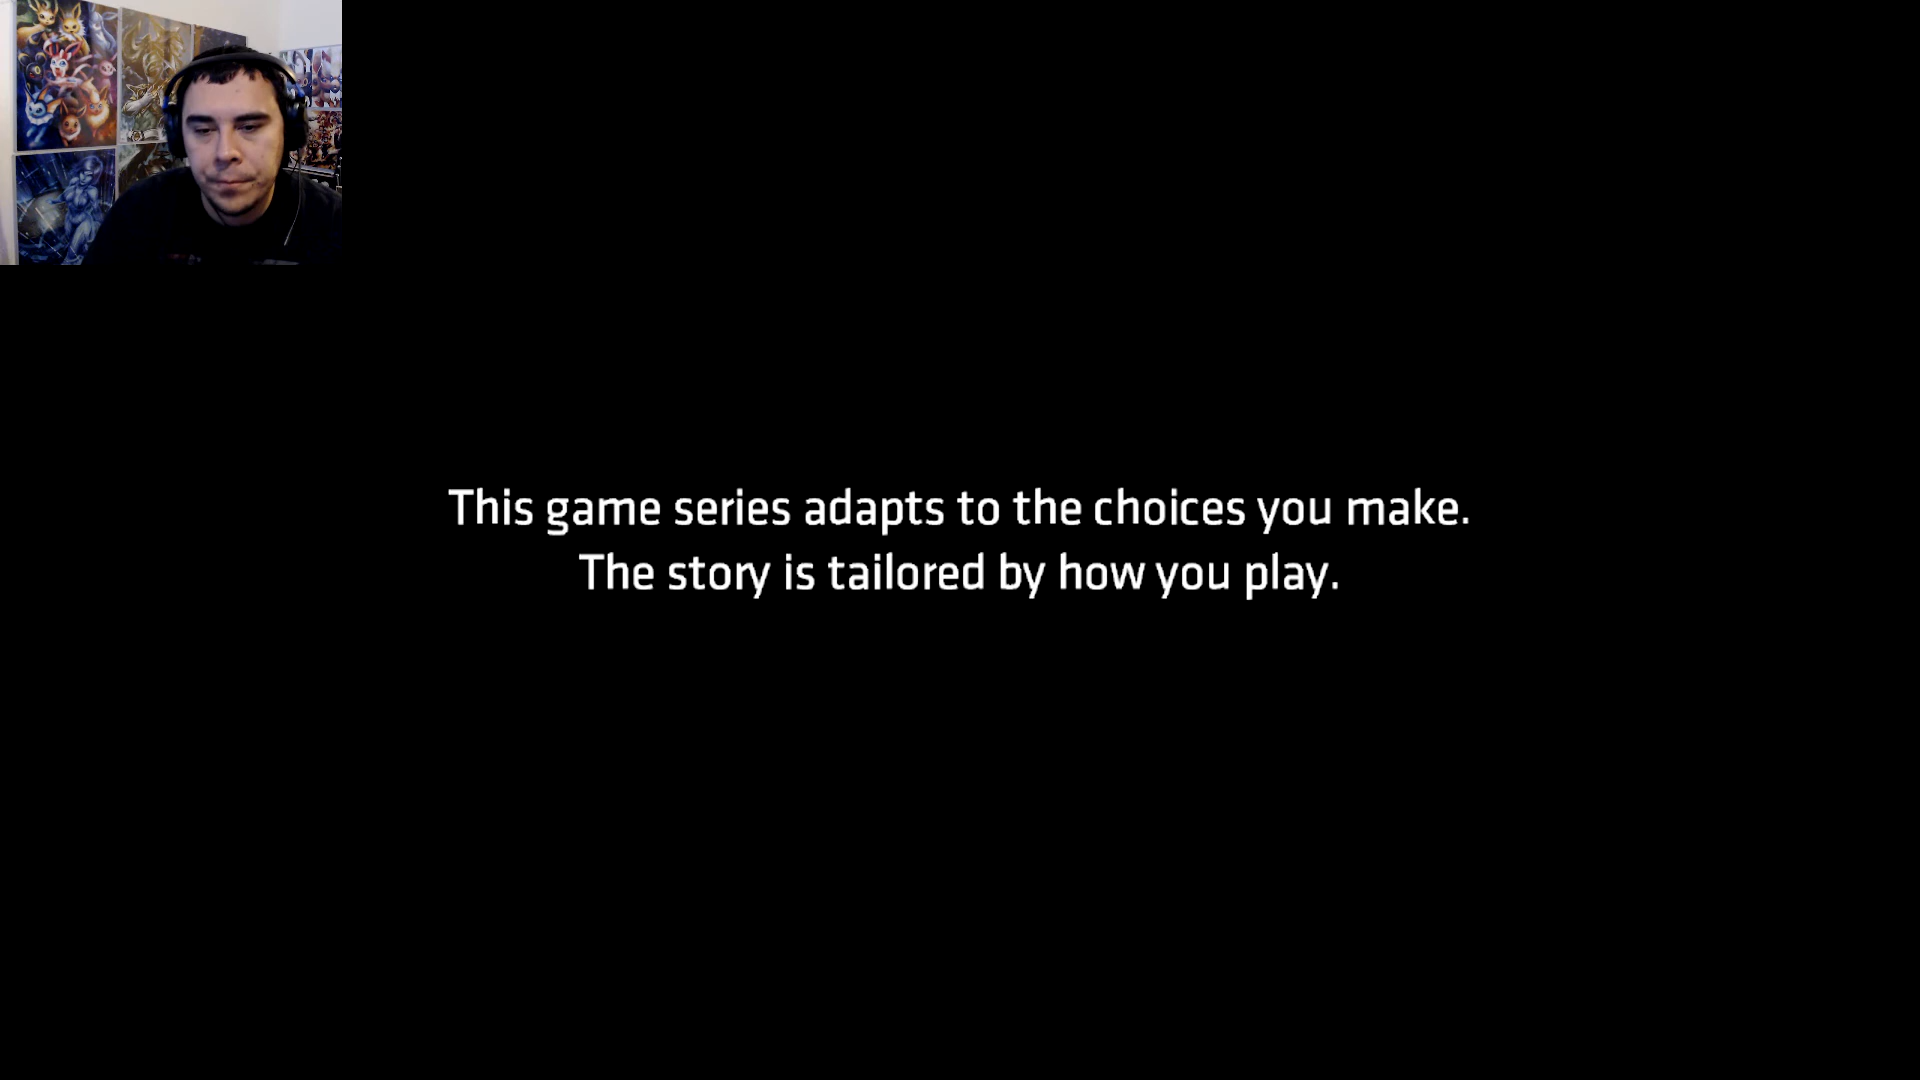 This game series adapts to the choices you make.
The story is tailored by how you play.